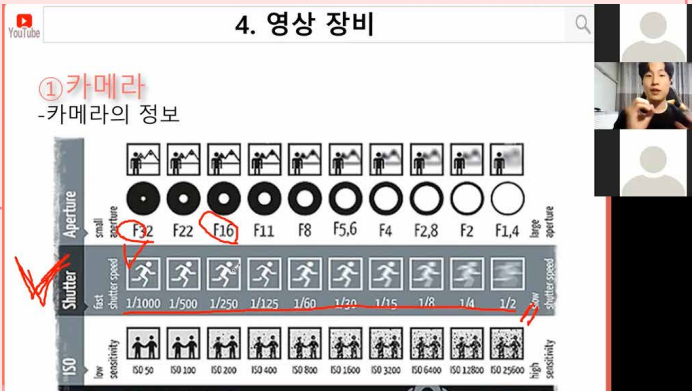 YouTube
4. 영상 장비
①카메라
-카메라의 정보
Aperture
small aperture
F32 F22 F16 F11 F8 F5,6 F4 F2,8 F2 F1,4
large aperture
Shutter
fast shutter speed
1/1000 1/500 1/250 1/125 1/60 1/30 1/15 1/8 1/4 1/2
slow shutter speed
ISO
low sensitivity
ISO 50 ISO 100 ISO 200 ISO 400 ISO 800 ISO 1600 ISO 3200 ISO 6400 ISO 12800 ISO 25600
high sensitivity